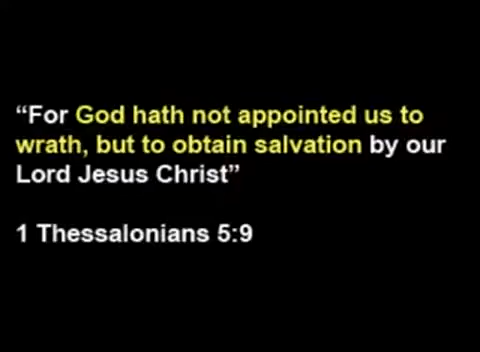 “For God hath not appointed us to
wrath, but to obtain salvation by our
Lord Jesus Christ”
1 Thessalonians 5:9